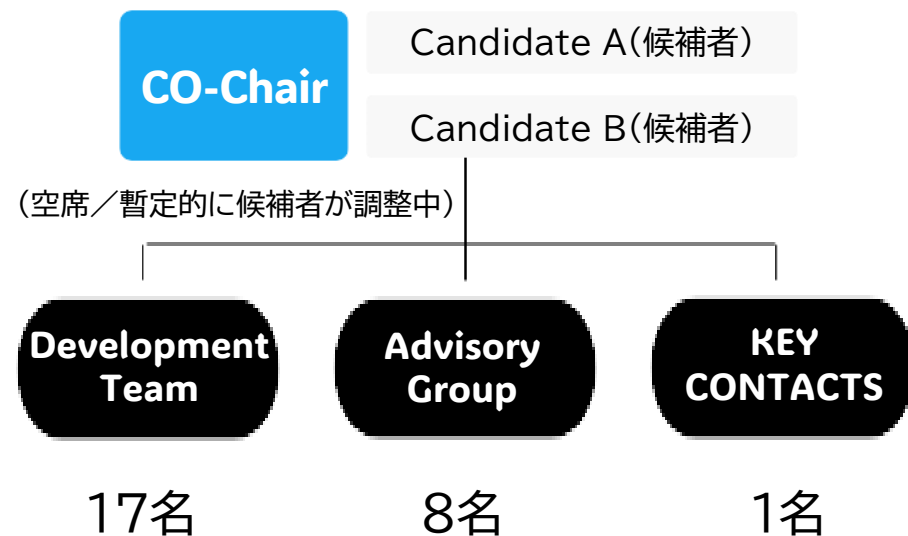 CO-Chair
Candidate A(候補者)
Candidate B(候補者)
(空席／暫定的に候補者が調整中)
Development
Team
Advisory
Group
KEY
CONTACTS
17名
8名
1名